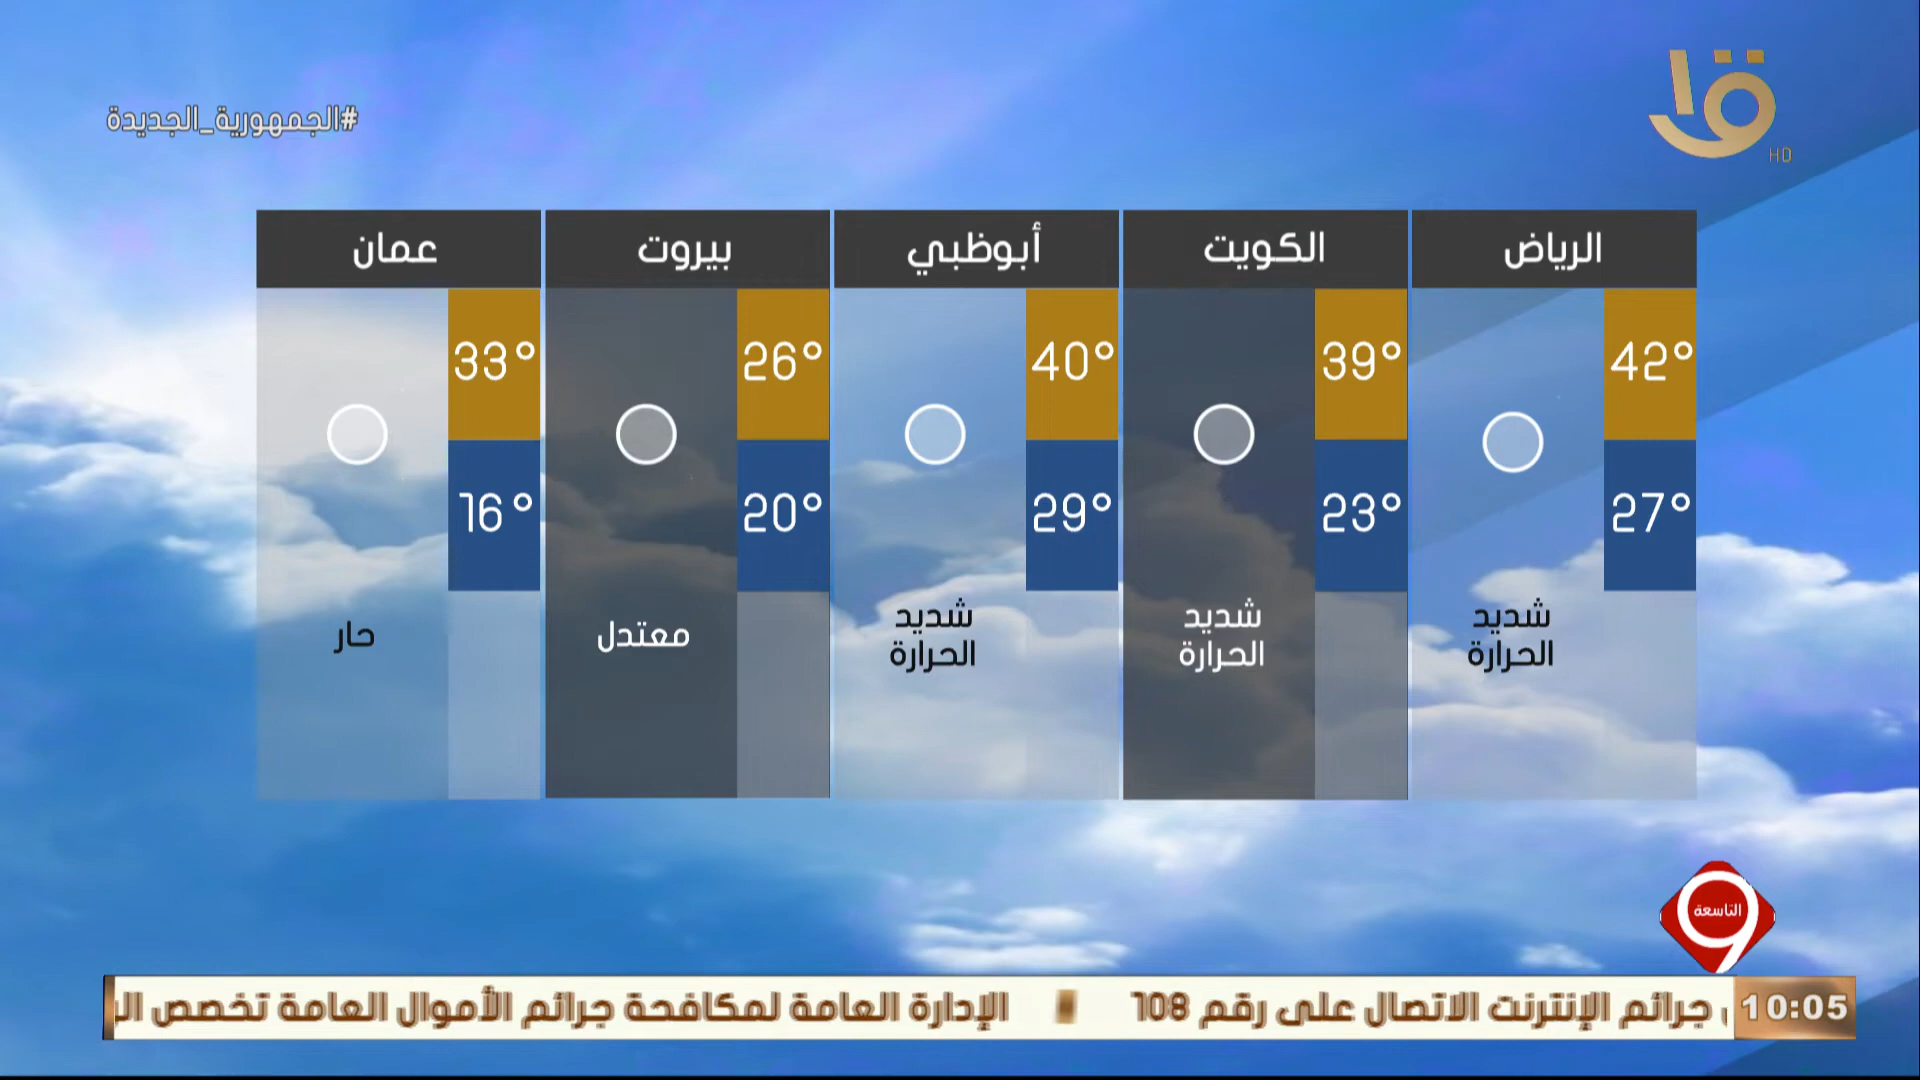 #الجمهورية_الجديدة
HD
الرياض
42°
27°
شديد
الحرارة
الكويت
39°
23°
شديد
الحرارة
أبوظبي
40°
29°
شديد
الحرارة
بيروت
26°
20°
معتدل
عمان
33°
16°
حار
التاسعة
9
10:05
جرائم الإنترنت الاتصال على رقم 108
الإدارة العامة لمكافحة جرائم الأموال العامة تخصص